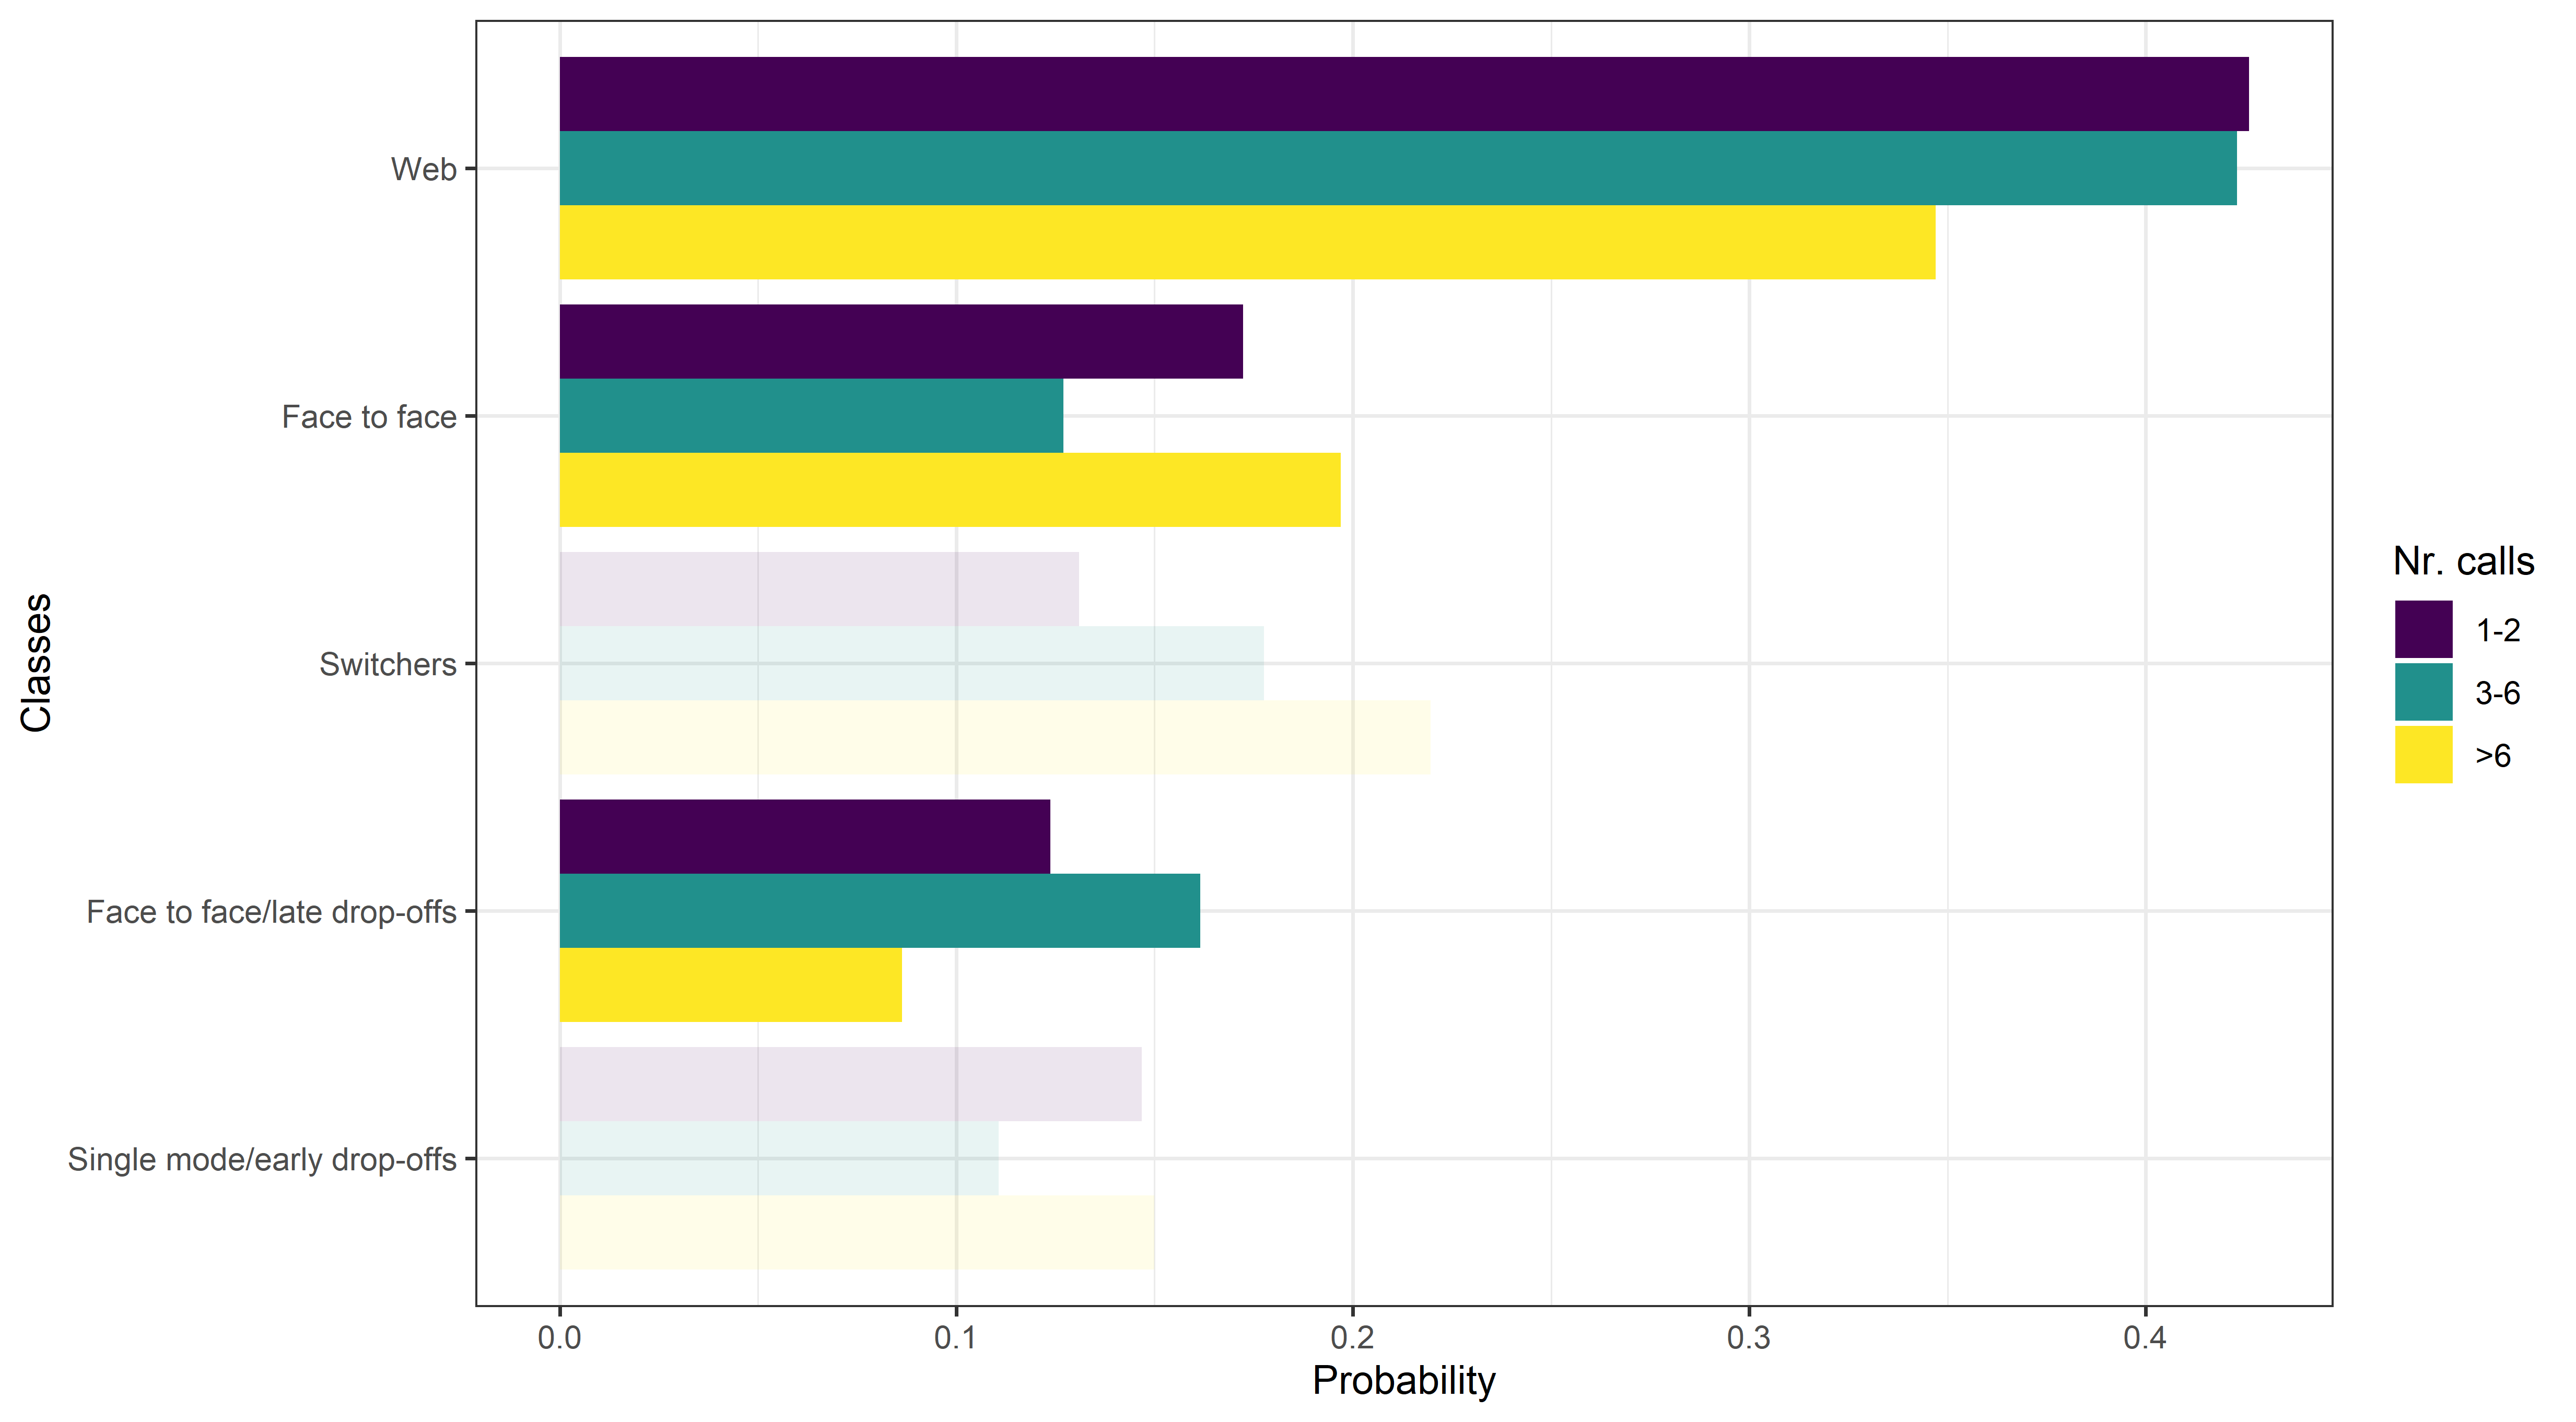 Web
Face to face
Switchers
Face to face/late drop-offs
Single mode/early drop-offs
Classes
0.0
0.1
0.2
0.3
0.4
Probability
Nr. calls
1-2
3-6
>6